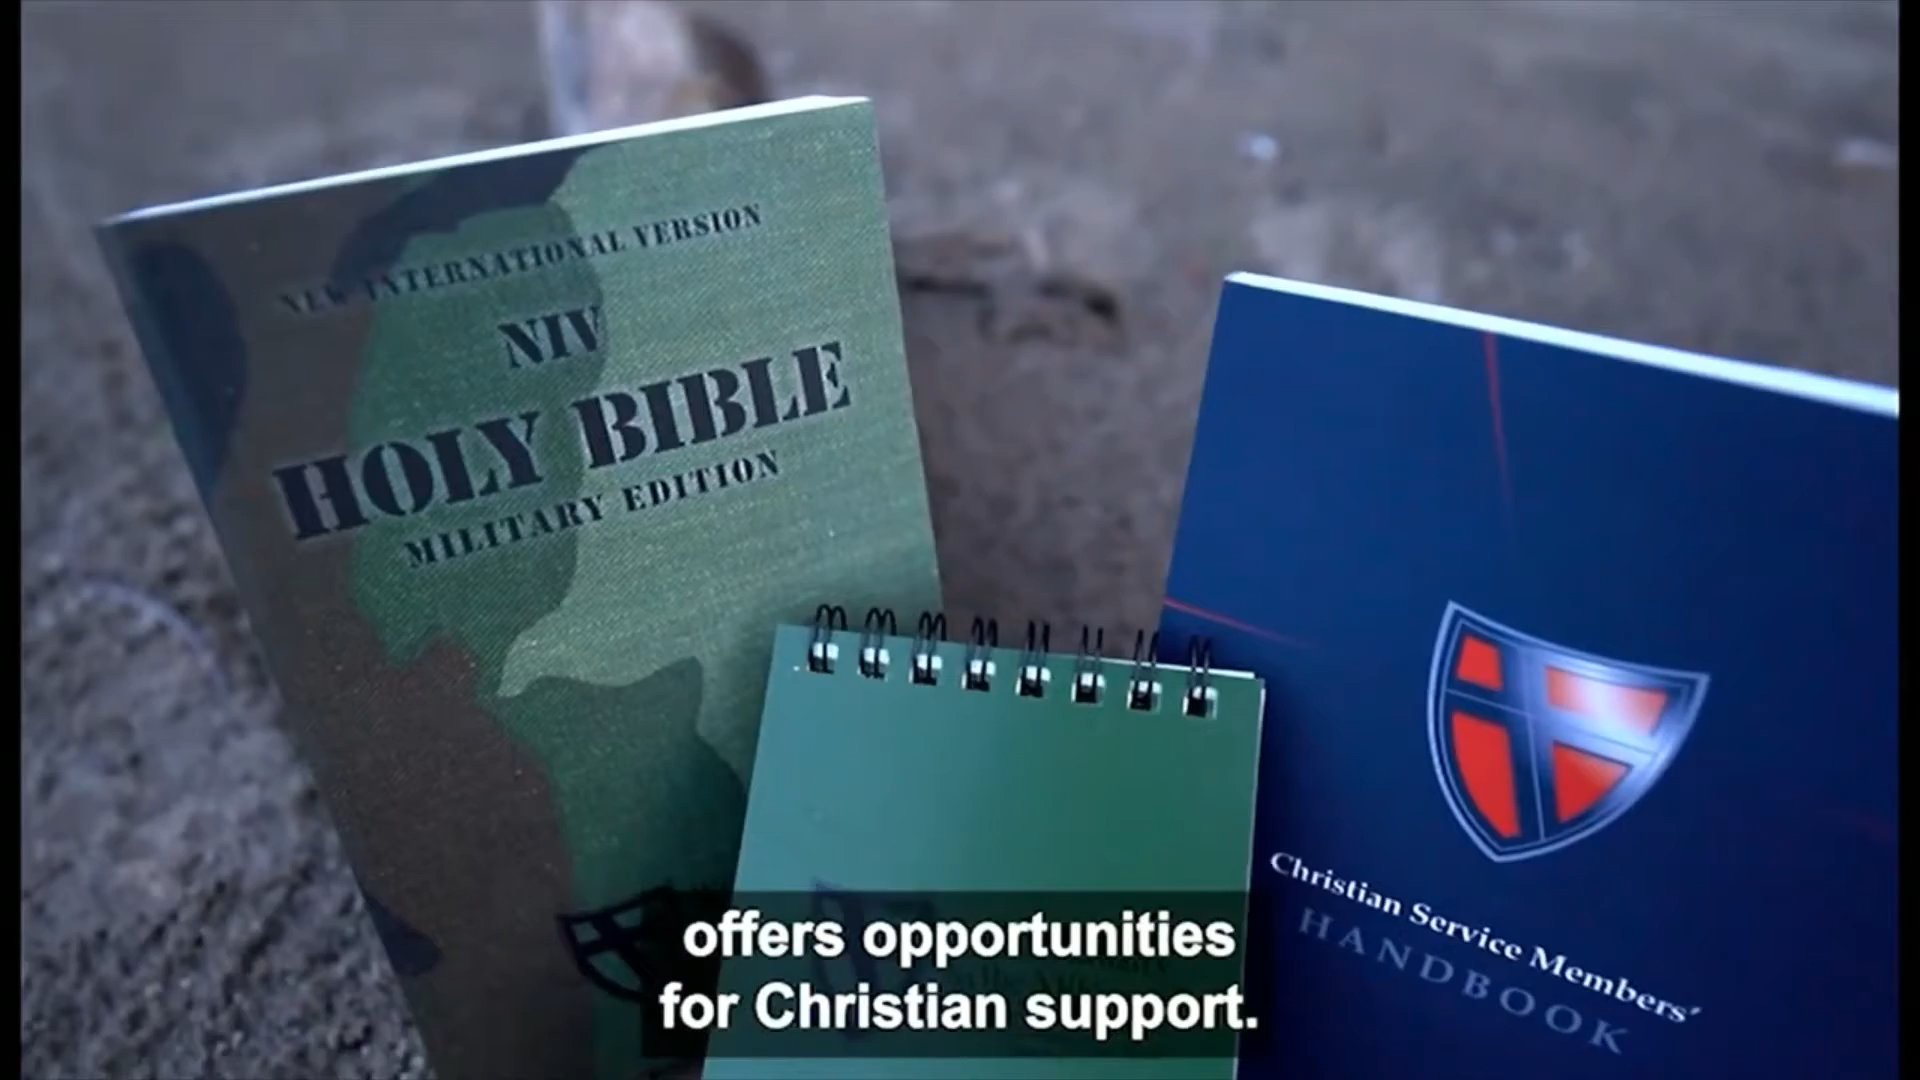 NEW INTERNATIONAL VERSION
NIV
HOLY BIBLE
MILITARY EDITION
Christian Service Members'
HANDBOOK
offers opportunities
for Christian support.